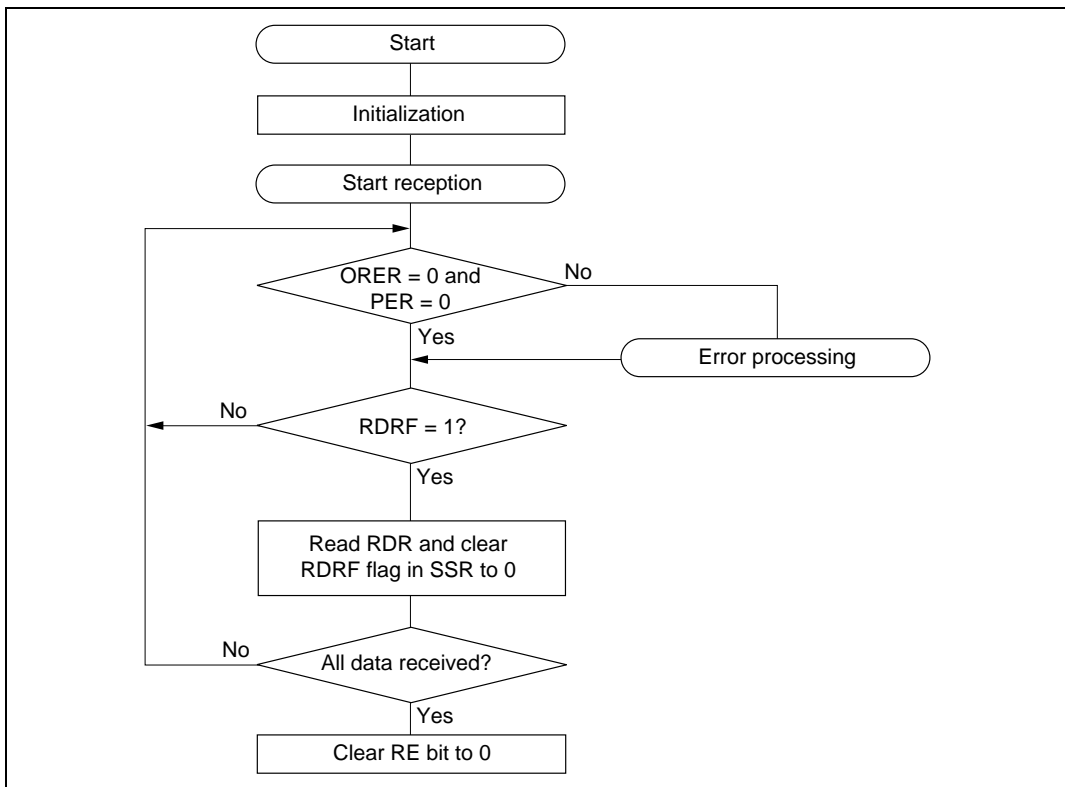 Start
Initialization
Start reception
ORER = 0 and
PER = 0
No
Yes
Error processing
No
RDRF = 1?
Yes
Read RDR and clear
RDRF flag in SSR to 0
No
All data received?
Yes
Clear RE bit to 0